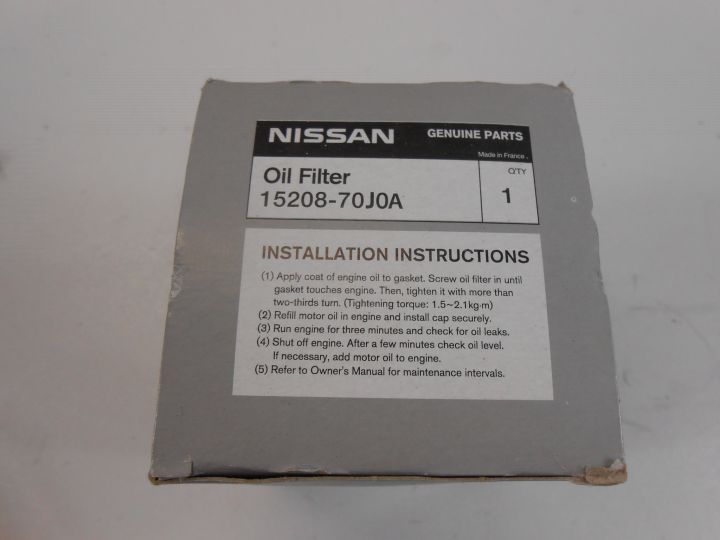 NISSAN GENUINE PARTS
Made in France .
Oil Filter
15208-70J0A
Q'TY
1
INSTALLATION INSTRUCTIONS
(1) Apply coat of engine oil to gasket. Screw oil filter in until
gasket touches engine. Then, tighten it with more than
two-thirds turn. (Tightening torque: 1.5~2.1kg·m)
(2) Refill motor oil in engine and install cap securely.
(3) Run engine for three minutes and check for oil leaks.
(4) Shut off engine. After a few minutes check oil level.
If necessary, add motor oil to engine.
(5) Refer to Owner's Manual for maintenance intervals.